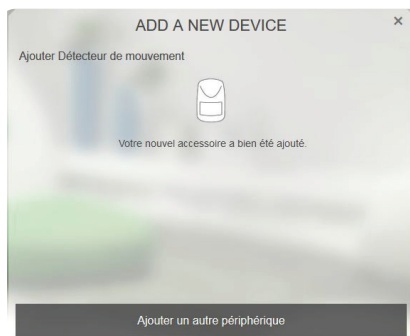 ADD A NEW DEVICE
×
Ajouter Détecteur de mouvement
Votre nouvel accessoire a bien été ajouté.
Ajouter un autre périphérique